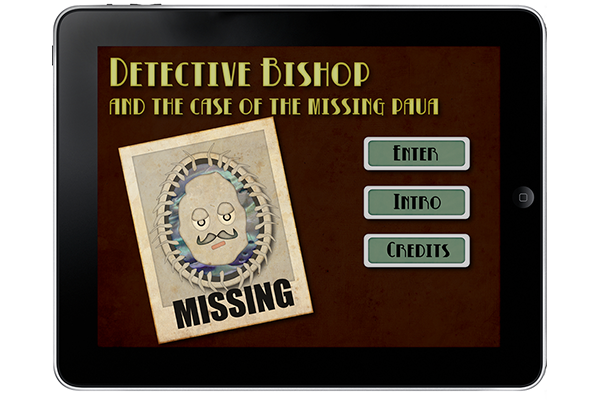 Detective Bishop
and the case of the missing paua
Enter
Intro
Credits
MISSING